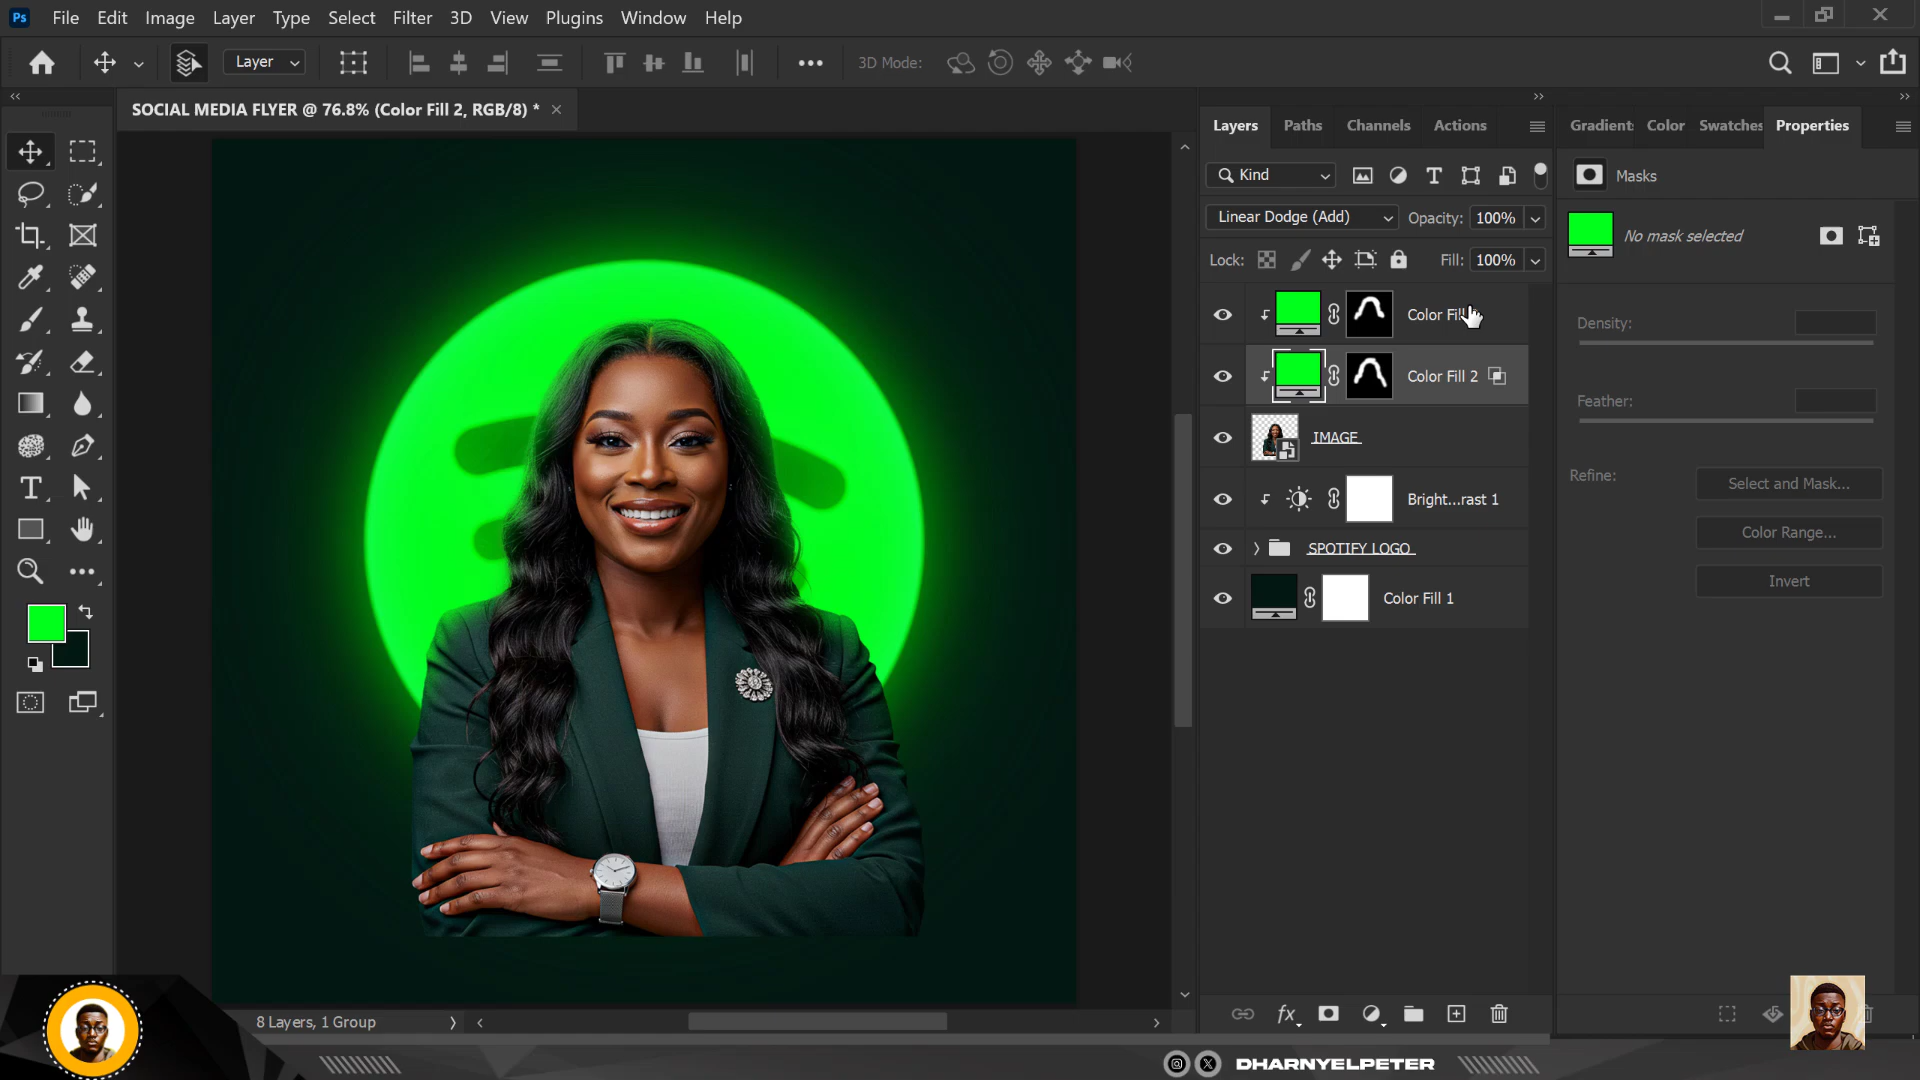 Ps File Edit Image Layer Type Select Filter 3D View Plugins Window Help
Layer 3D Mode:
SOCIAL MEDIA FLYER @ 76.8% (Color Fill 2, RGB/8) *
Layers Paths Channels Actions
Gradient Color Swatches Properties
Kind
Masks
Linear Dodge (Add) Opacity: 100%
No mask selected
Lock: Fill: 100%
Color Fil
Density:
Color Fill 2
Feather:
IMAGE
Refine: Select and Mask...
Bright...rast 1
Color Range...
SPOTIFY LOGO
Invert
Color Fill 1
8 Layers, 1 Group
fx
DHARNYELPETER